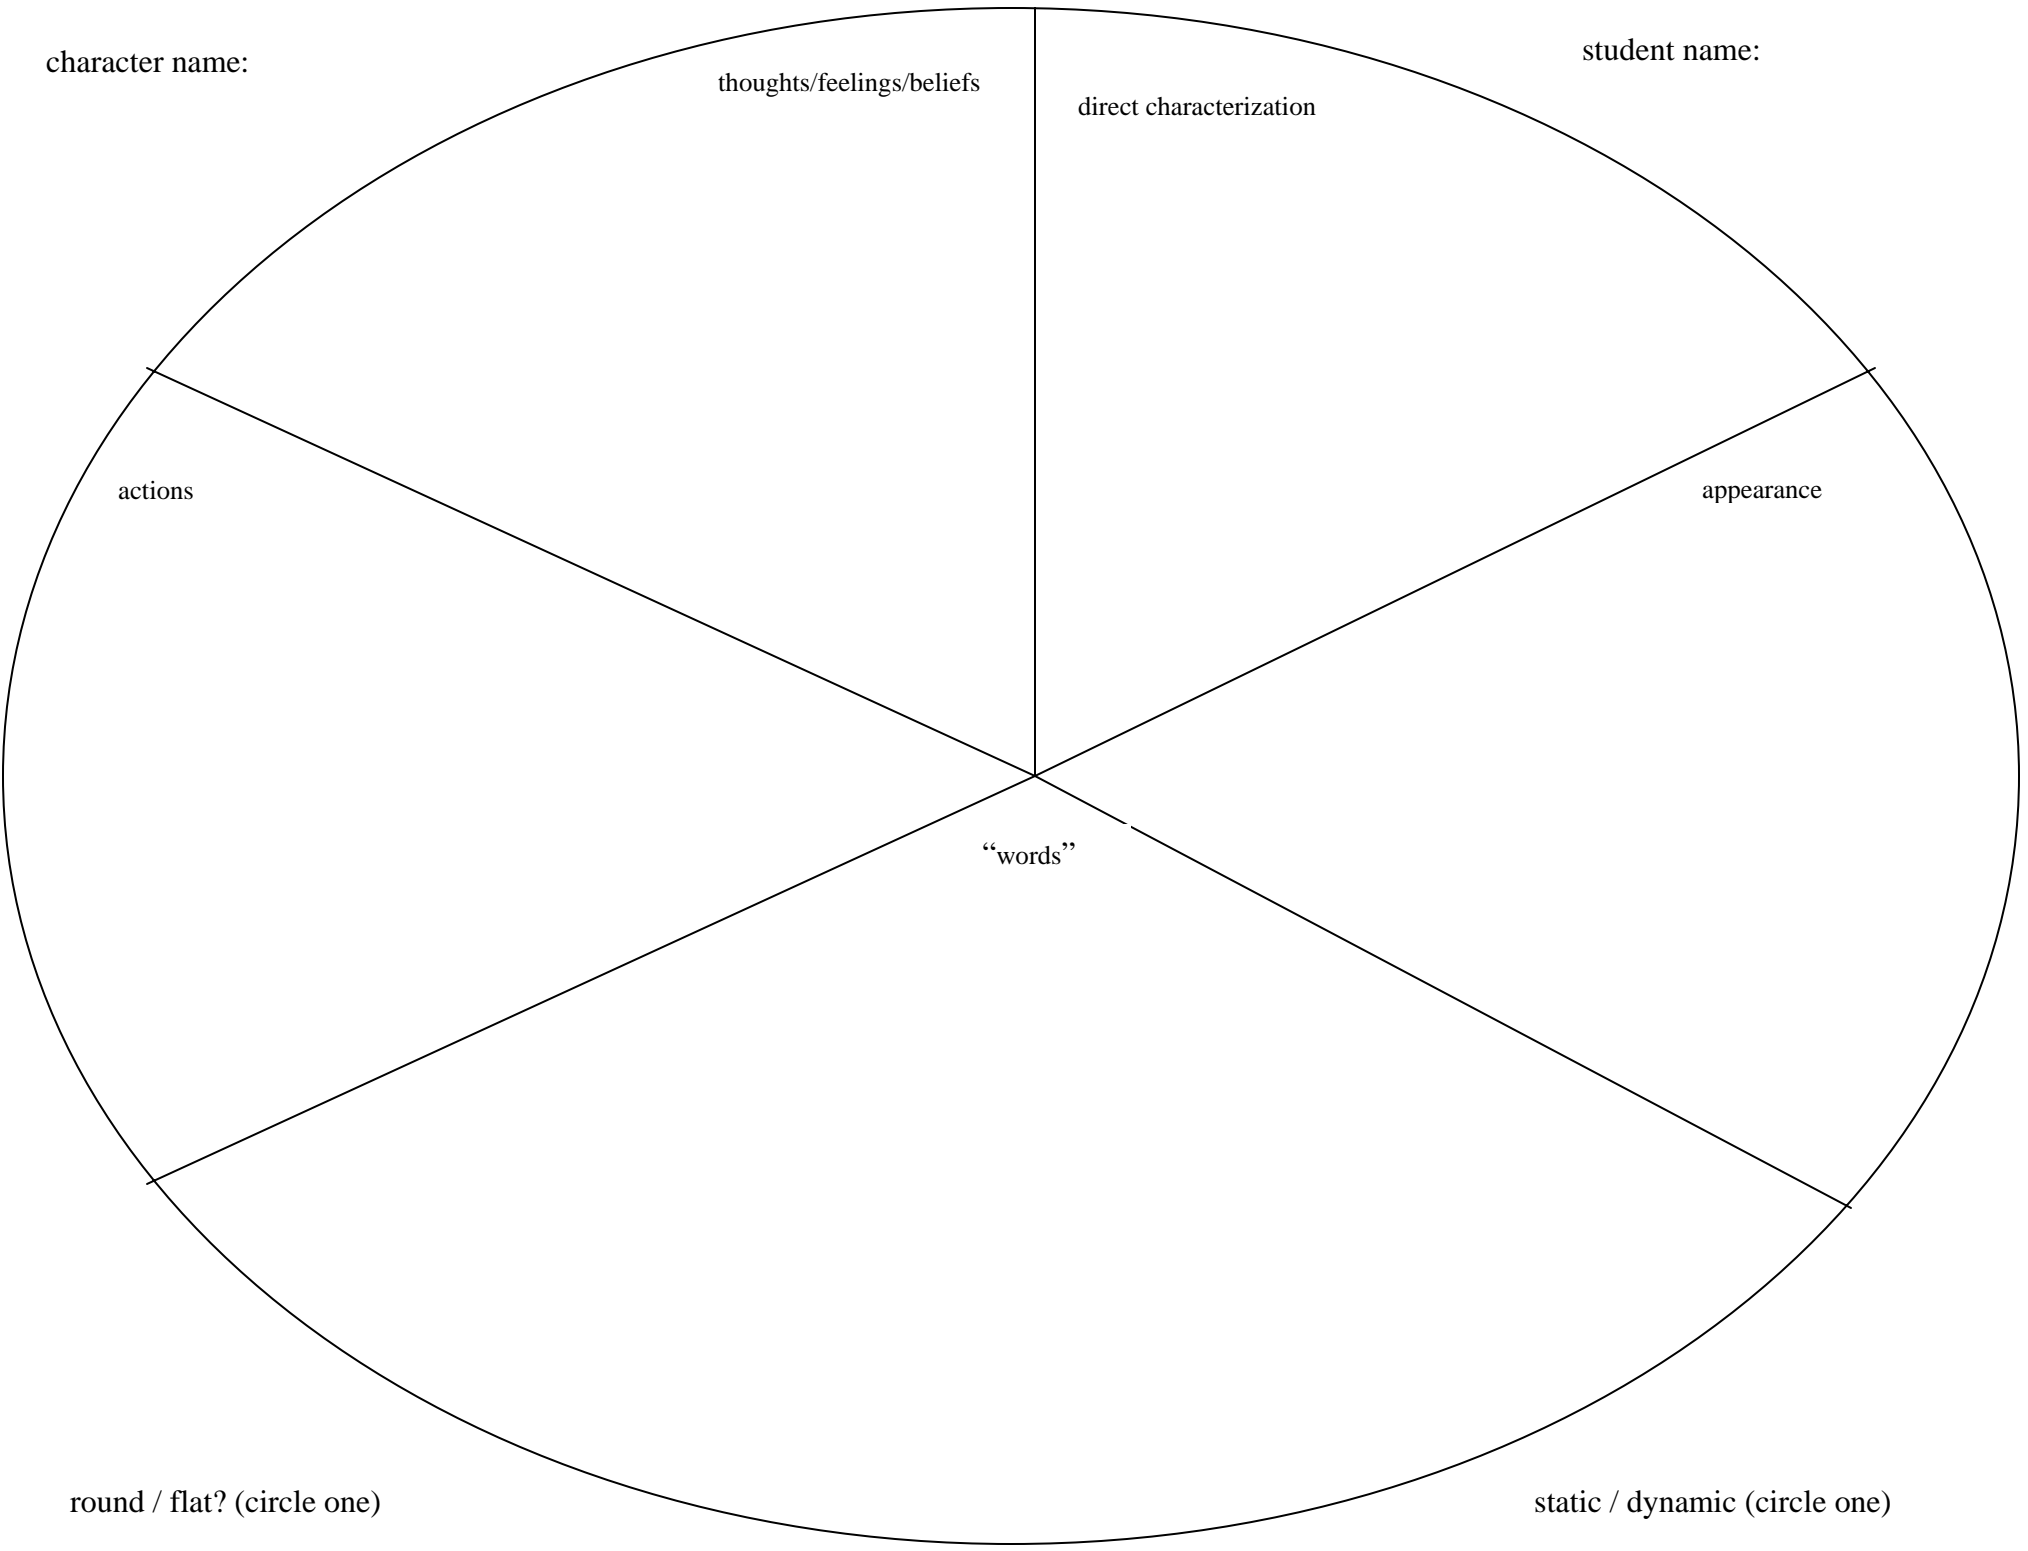 character name:
student name:
thoughts/feelings/beliefs
direct characterization
actions
appearance
“words”
round / flat? (circle one)
static / dynamic (circle one)